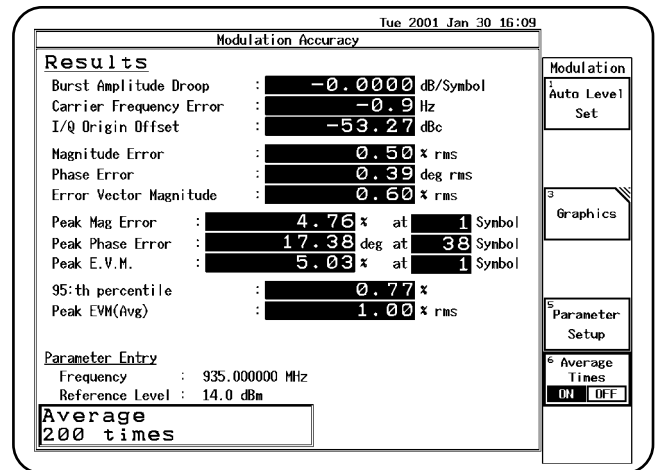 Tue 2001 Jan 30 16:09
Modulation Accuracy
Results
Burst Amplitude Droop : -0.0000 dB/Symbol
Carrier Frequency Error : -0.9 Hz
I/Q Origin Offset : -53.27 dBc
Magnitude Error : 0.50 % rms
Phase Error : 0.39 deg rms
Error Vector Magnitude : 0.60 % rms
Peak Mag Error : 4.76 % at 1 Symbol
Peak Phase Error : 17.38 deg at 38 Symbol
Peak E.V.M. : 5.03 % at 1 Symbol
95:th percentile : 0.77 %
Peak EVM(Avg) : 1.00 % rms
Parameter Entry
Frequency : 935.000000 MHz
Reference Level : 14.0 dBm
Average
200 times
Modulation
1
Auto Level
Set
3
Graphics
5
Parameter
Setup
6 Average
Times
ON OFF